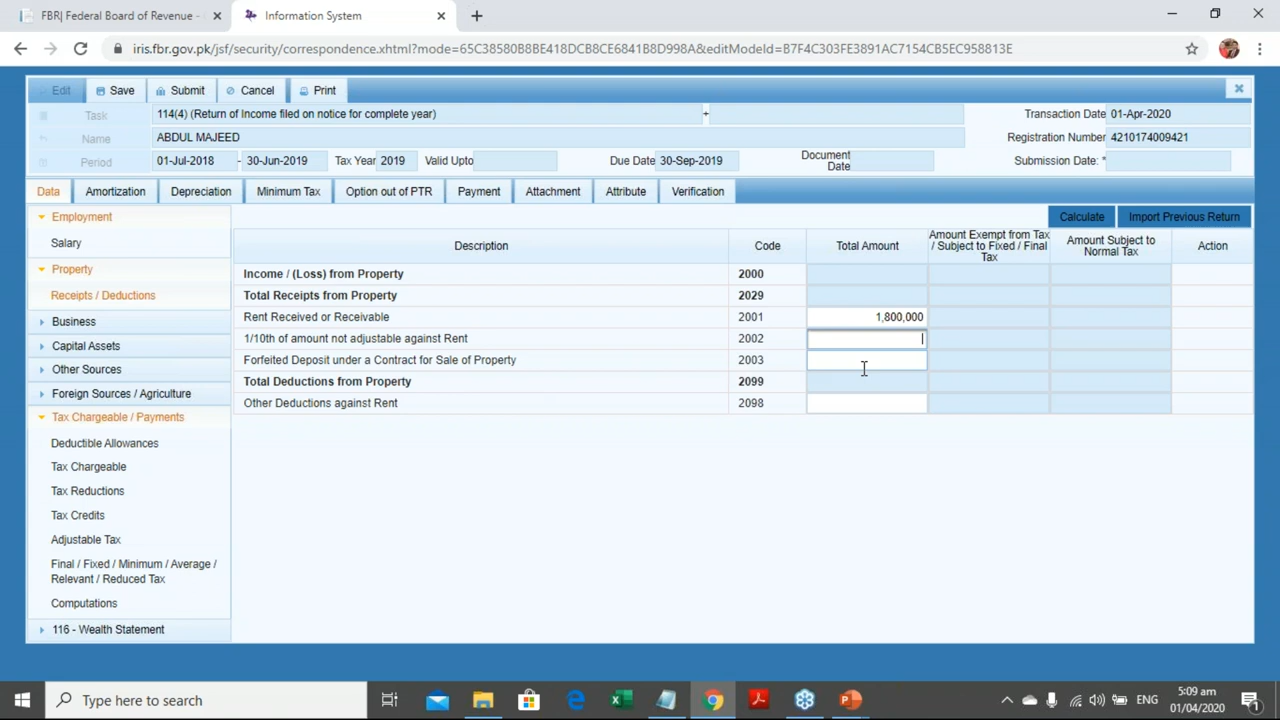 FBR| Federal Board of Revenue -
Information System
iris.fbr.gov.pk/jsf/security/correspondence.xhtml?mode=65C38580B8BE418DCB8CE6841B8D998A&editModeId=B7F4C303FE3891AC7154CB5EC958813E
Edit Save Submit Cancel Print
Task 114(4) (Return of Income filed on notice for complete year) + Transaction Date 01-Apr-2020
Name ABDUL MAJEED Registration Number 4210174009421
Period 01-Jul-2018 - 30-Jun-2019 Tax Year 2019 Valid Upto Due Date 30-Sep-2019 Document Date Submission Date: *
Data Amortization Depreciation Minimum Tax Option out of PTR Payment Attachment Attribute Verification
Employment
Salary
Property
Receipts / Deductions
Business
Capital Assets
Other Sources
Foreign Sources / Agriculture
Tax Chargeable / Payments
Deductible Allowances
Tax Chargeable
Tax Reductions
Tax Credits
Adjustable Tax
Final / Fixed / Minimum / Average /
Relevant / Reduced Tax
Computations
116 - Wealth Statement
Calculate Import Previous Return
Description Code Total Amount Amount Exempt from Tax / Subject to Fixed / Final Tax Amount Subject to Normal Tax Action
Income / (Loss) from Property 2000
Total Receipts from Property 2029
Rent Received or Receivable 2001 1,800,000
1/10th of amount not adjustable against Rent 2002
Forfeited Deposit under a Contract for Sale of Property 2003
Total Deductions from Property 2099
Other Deductions against Rent 2098
Type here to search
ENG
5:09 am
01/04/2020
1